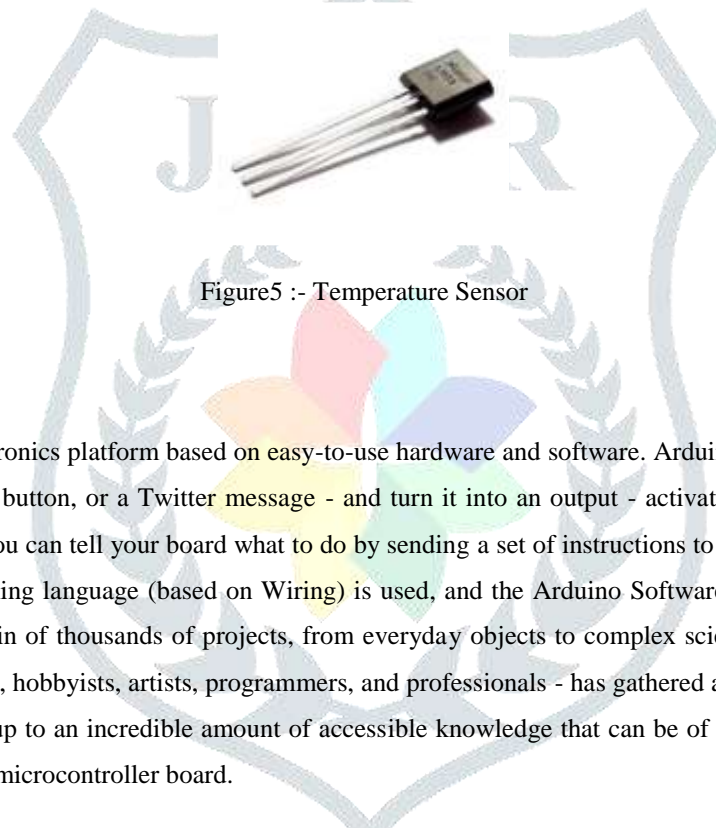 J R
Figure5 :- Temperature Sensor
ronics platform based on easy-to-use hardware and software. Ardui
button, or a Twitter message - and turn it into an output - activat
ou can tell your board what to do by sending a set of instructions to
ing language (based on Wiring) is used, and the Arduino Software
in of thousands of projects, from everyday objects to complex scie
, hobbyists, artists, programmers, and professionals - has gathered a
up to an incredible amount of accessible knowledge that can be of
microcontroller board.